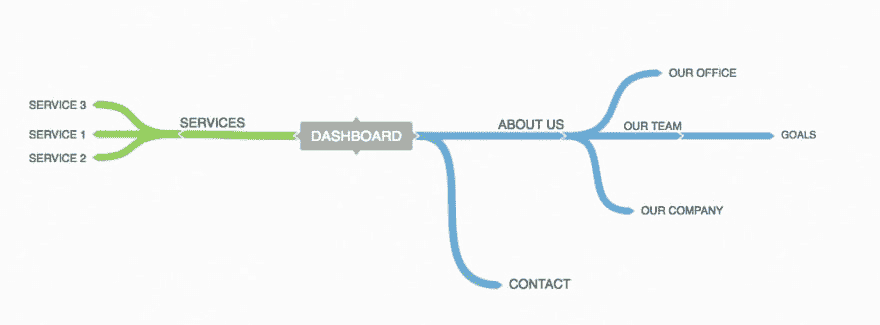 OUR OFFICE
SERVICE 3
SERVICES
ABOUT US
OUR TEAM
DASHBOARD
SERVICE 1
GOALS
SERVICE 2
OUR COMPANY
CONTACT